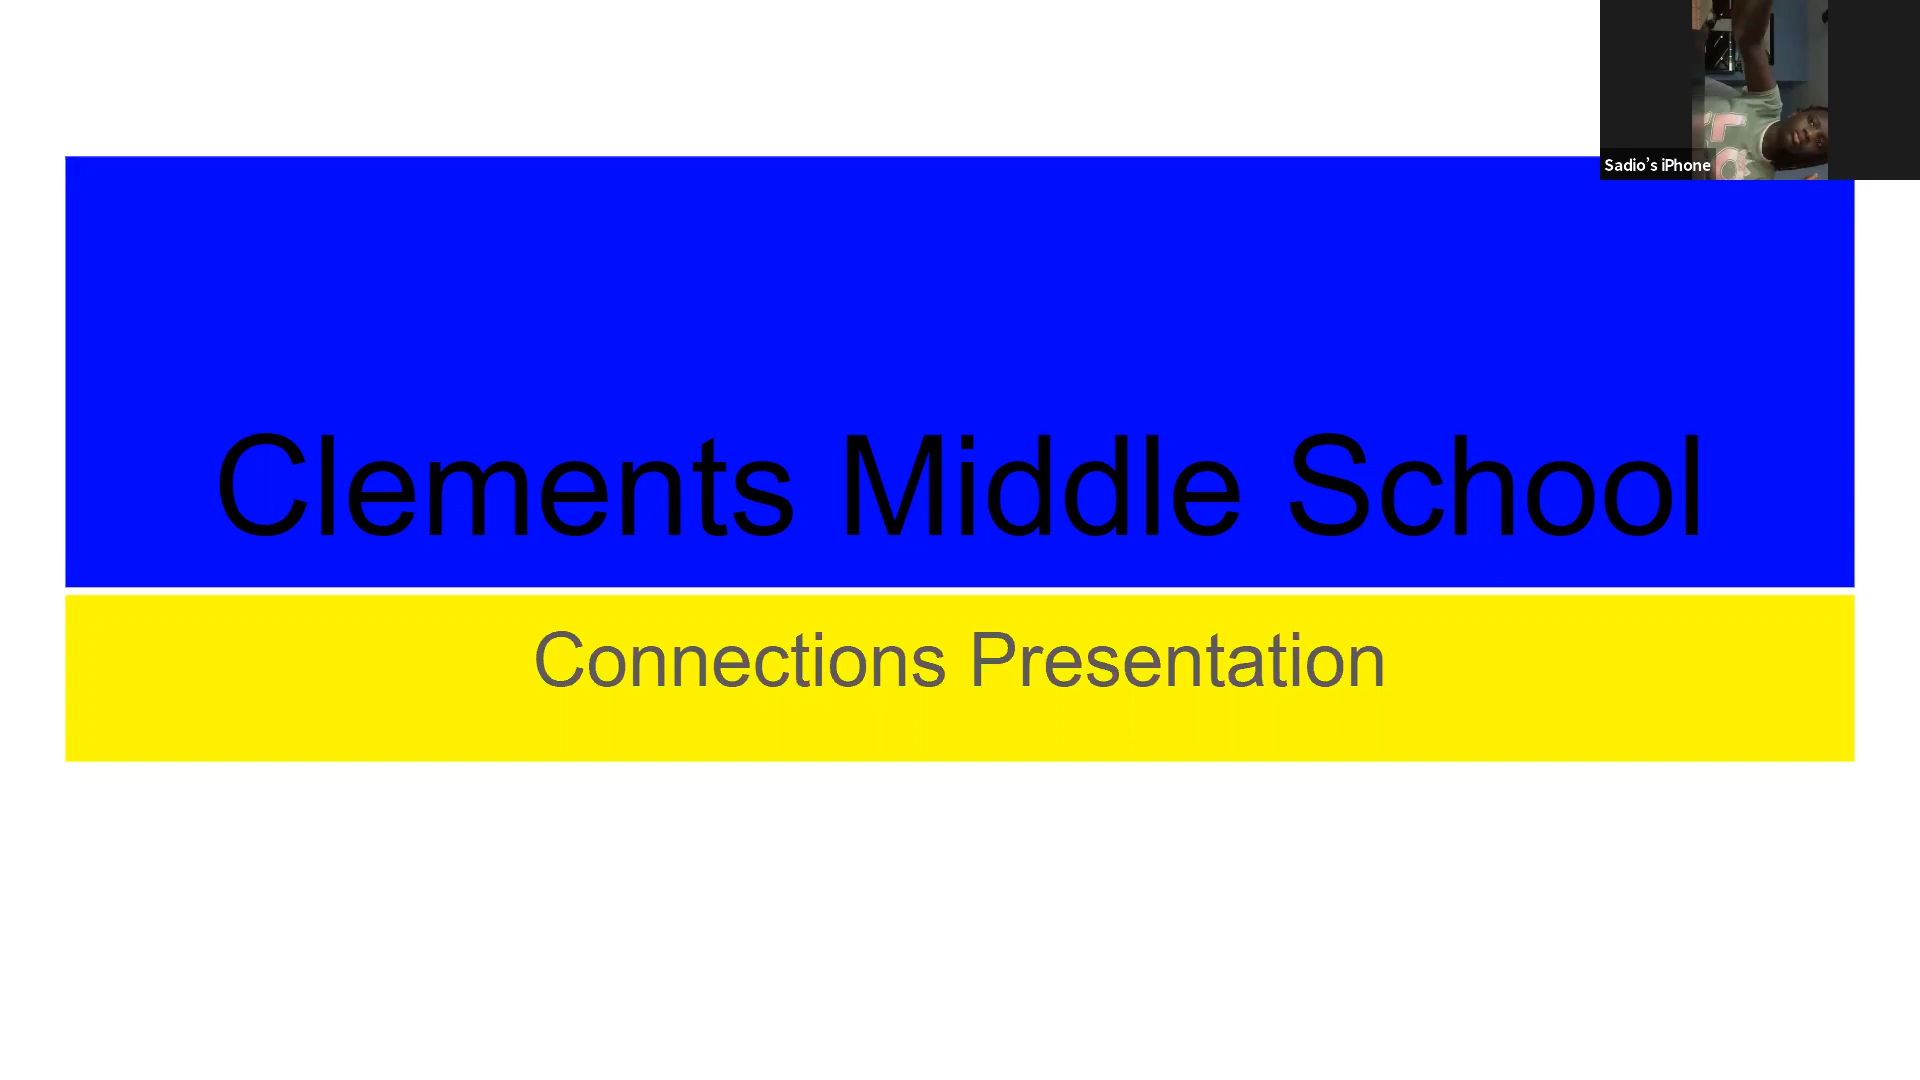 Sadio’s iPhone
Clements Middle School
Connections Presentation